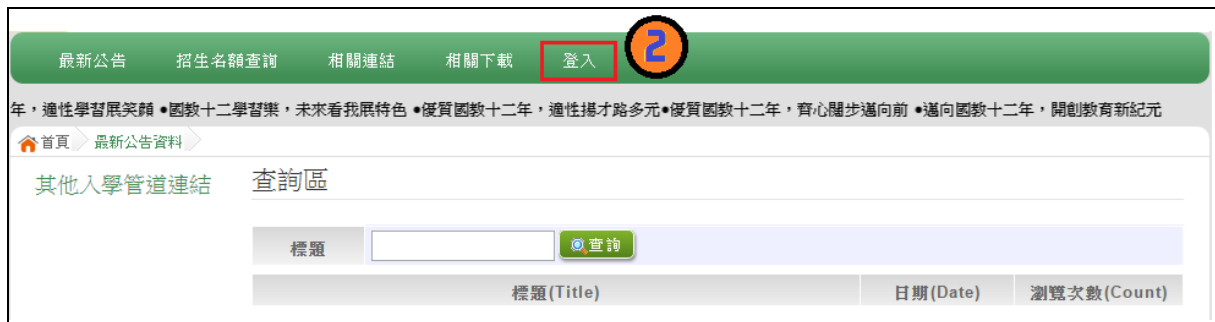 最新公告 招生名額查詢 相關連結 相關下載 登入 2
年，適性學習展笑顏 ●國教十二學習樂，未來看我展特色 ●優質國教十二年，適性揚才路多元●優質國教十二年，齊心闊步邁向前 ●邁向國教十二年，開創教育新紀元
首頁 最新公告資料
其他入學管道連結 查詢區
標題 查詢
標題(Title) 日期(Date) 瀏覽次數(Count)